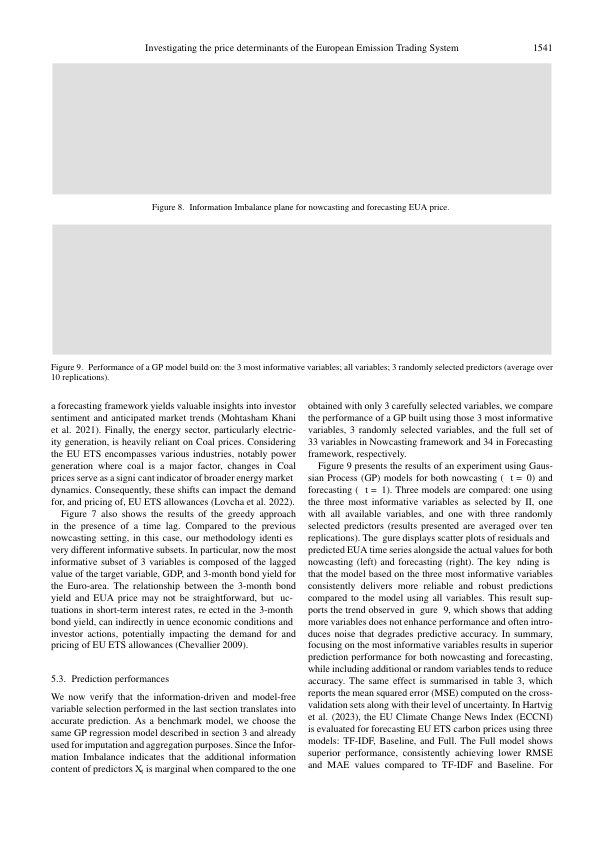 Investigating the price determinants of the European Emission Trading System 1541
Figure 8. Information Imbalance plane for nowcasting and forecasting EUA price.
Figure 9. Performance of a GP model build on: the 3 most informative variables; all variables; 3 randomly selected predictors (average over
10 replications).
a forecasting framework yields valuable insights into investor
sentiment and anticipated market trends (Mohtasham Khani
et al. 2021). Finally, the energy sector, particularly electric-
ity generation, is heavily reliant on Coal prices. Considering
the EU ETS encompasses various industries, notably power
generation where coal is a major factor, changes in Coal
prices serve as a signi cant indicator of broader energy market
dynamics. Consequently, these shifts can impact the demand
for, and pricing of, EU ETS allowances (Lovcha et al. 2022).
Figure 7 also shows the results of the greedy approach
in the presence of a time lag. Compared to the previous
nowcasting setting, in this case, our methodology identi es
very different informative subsets. In particular, now the most
informative subset of 3 variables is composed of the lagged
value of the target variable, GDP, and 3-month bond yield for
the Euro-area. The relationship between the 3-month bond
yield and EUA price may not be straightforward, but uc-
tuations in short-term interest rates, re ected in the 3-month
bond yield, can indirectly in uence economic conditions and
investor actions, potentially impacting the demand for and
pricing of EU ETS allowances (Chevallier 2009).
5.3. Prediction performances
We now verify that the information-driven and model-free
variable selection performed in the last section translates into
accurate prediction. As a benchmark model, we choose the
same GP regression model described in section 3 and already
used for imputation and aggregation purposes. Since the Infor-
mation Imbalance indicates that the additional information
content of predictors Xt is marginal when compared to the one
obtained with only 3 carefully selected variables, we compare
the performance of a GP built using those 3 most informative
variables, 3 randomly selected variables, and the full set of
33 variables in Nowcasting framework and 34 in Forecasting
framework, respectively.
Figure 9 presents the results of an experiment using Gaus-
sian Process (GP) models for both nowcasting ( t = 0) and
forecasting ( t = 1). Three models are compared: one using
the three most informative variables as selected by II, one
with all available variables, and one with three randomly
selected predictors (results presented are averaged over ten
replications). The gure displays scatter plots of residuals and
predicted EUA time series alongside the actual values for both
nowcasting (left) and forecasting (right). The key nding is
that the model based on the three most informative variables
consistently delivers more reliable and robust predictions
compared to the model using all variables. This result sup-
ports the trend observed in gure 9, which shows that adding
more variables does not enhance performance and often intro-
duces noise that degrades predictive accuracy. In summary,
focusing on the most informative variables results in superior
prediction performance for both nowcasting and forecasting,
while including additional or random variables tends to reduce
accuracy. The same effect is summarised in table 3, which
reports the mean squared error (MSE) computed on the cross-
validation sets along with their level of uncertainty. In Hartvig
et al. (2023), the EU Climate Change News Index (ECCNI)
is evaluated for forecasting EU ETS carbon prices using three
models: TF-IDF, Baseline, and Full. The Full model shows
superior performance, consistently achieving lower RMSE
and MAE values compared to TF-IDF and Baseline. For